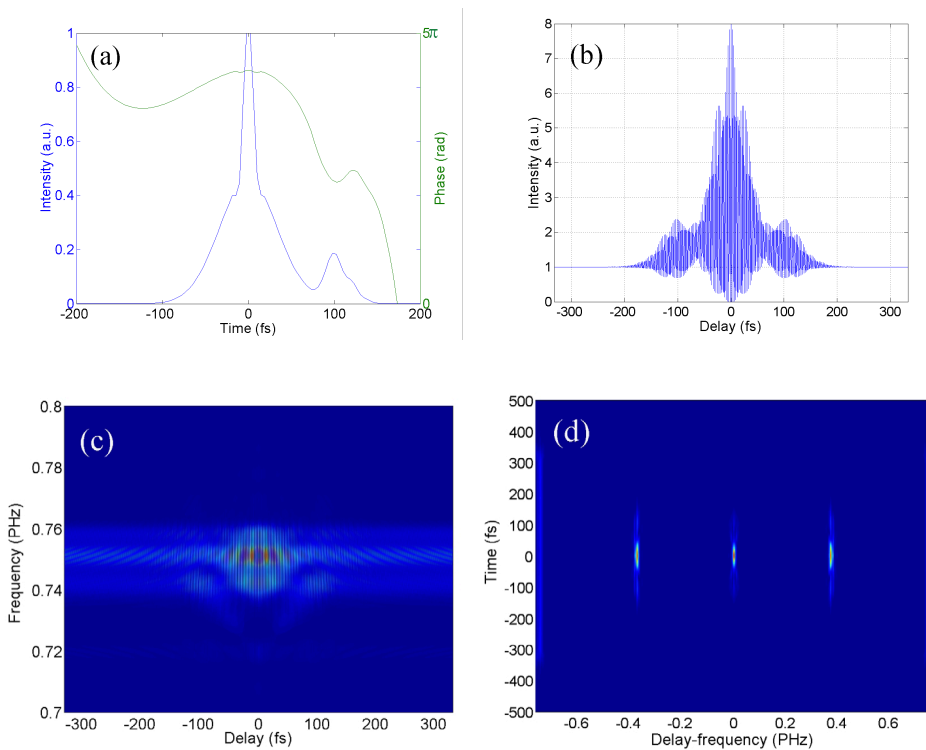 (a)
1
0.8
0.6
0.4
0.2
0
Intensity (a.u.)
5π
0
Phase (rad)
-200 -100 0 100 200
Time (fs)
(b)
8
7
6
5
4
3
2
1
0
Intensity (a.u.)
-300 -200 -100 0 100 200 300
Delay (fs)
(c)
0.8
0.78
0.76
0.74
0.72
0.7
Frequency (PHz)
-300 -200 -100 0 100 200 300
Delay (fs)
(d)
500
400
300
200
100
0
-100
-200
-300
-400
-500
Time (fs)
-0.6 -0.4 -0.2 0 0.2 0.4 0.6
Delay-frequency (PHz)